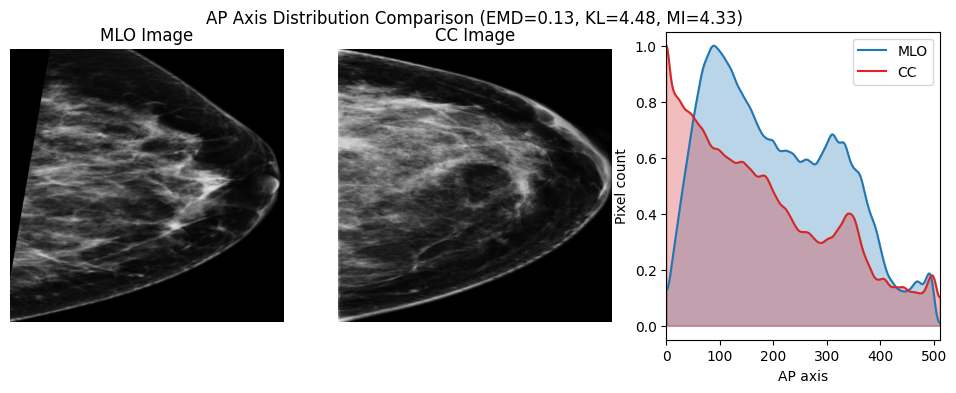 AP Axis Distribution Comparison (EMD=0.13, KL=4.48, MI=4.33)
MLO Image
CC Image
MLO
CC
Pixel count
1.0
0.8
0.6
0.4
0.2
0.0
0 100 200 300 400 500
AP axis